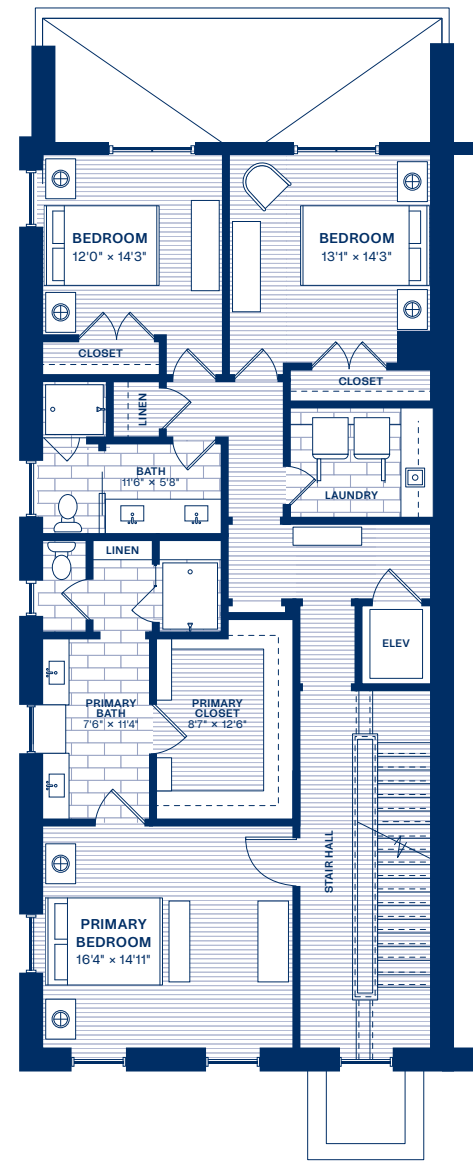 BEDROOM
12'0" × 14'3"
BEDROOM
13'1" × 14'3"
CLOSET
CLOSET
LINEN
BATH
11'6" × 5'8"
LAUNDRY
LINEN
ELEV
PRIMARY
BATH
7'6" × 11'4"
PRIMARY
CLOSET
8'7" × 12'6"
STAIR HALL
PRIMARY
BEDROOM
16'4" × 14'11"